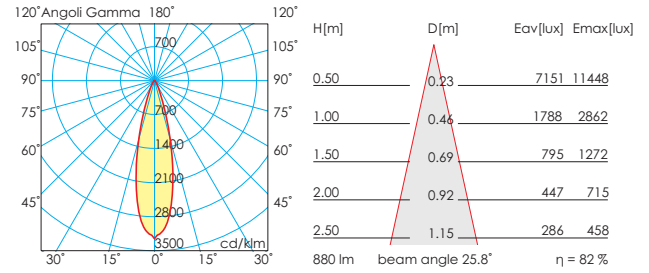 120˚ Angoli Gamma 180˚ 120˚
105˚ 700 105˚
90˚ 90˚
75˚ 700 75˚
60˚ 1400 60˚
45˚ 2100 45˚
2800
3500 cd/klm
30˚ 15˚ 0˚ 15˚ 30˚
H[m] D[m] Eav[lux] Emax[lux]
0.50 0.23 7151 11448
1.00 0.46 1788 2862
1.50 0.69 795 1272
2.00 0.92 447 715
2.50 1.15 286 458
880 lm beam angle 25.8˚ η = 82 %